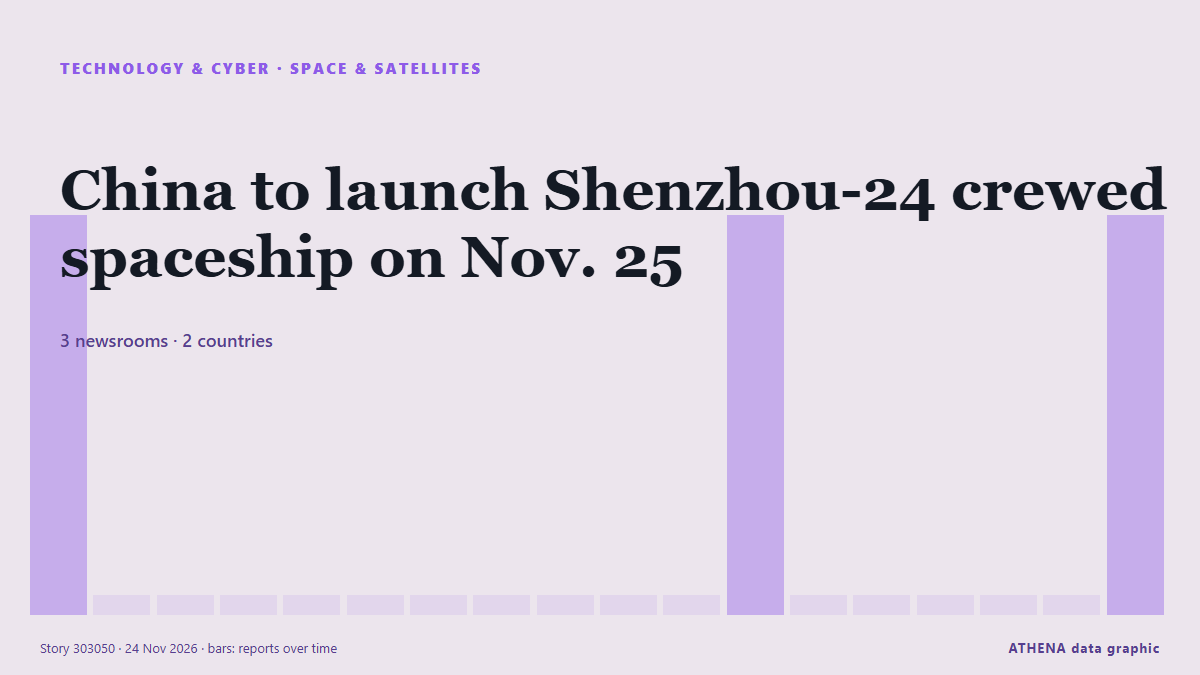 TECHNOLOGY & CYBER · SPACE & SATELLITES
China to launch Shenzhou-24 crewed
spaceship on Nov. 25
3 newsrooms · 2 countries
Story 303050 · 24 Nov 2026 · bars: reports over time
ATHENA data graphic